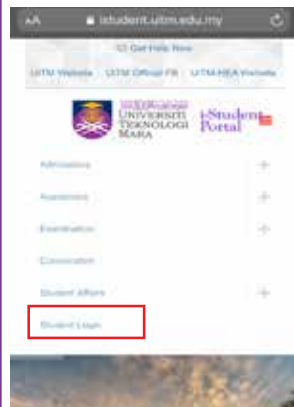 AA istudent.uitm.edu.my
Get Help Now
UiTM Website UiTM Official FB UiTM HEA Website
UNIVERSITI
TEKNOLOGI
MARA
i-Student
Portal
Admissions +
Academics +
Examination +
Convocation
Student Affairs +
Student Login